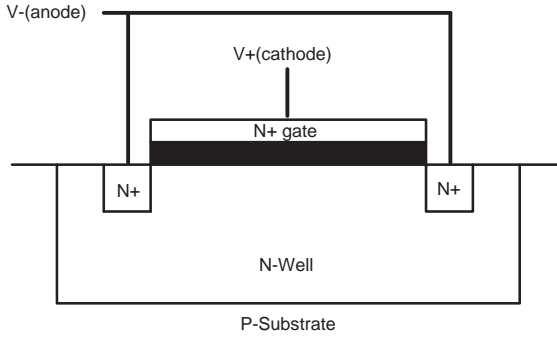 V-(anode)
V+(cathode)
N+ gate
N+
N+
N-Well
P-Substrate